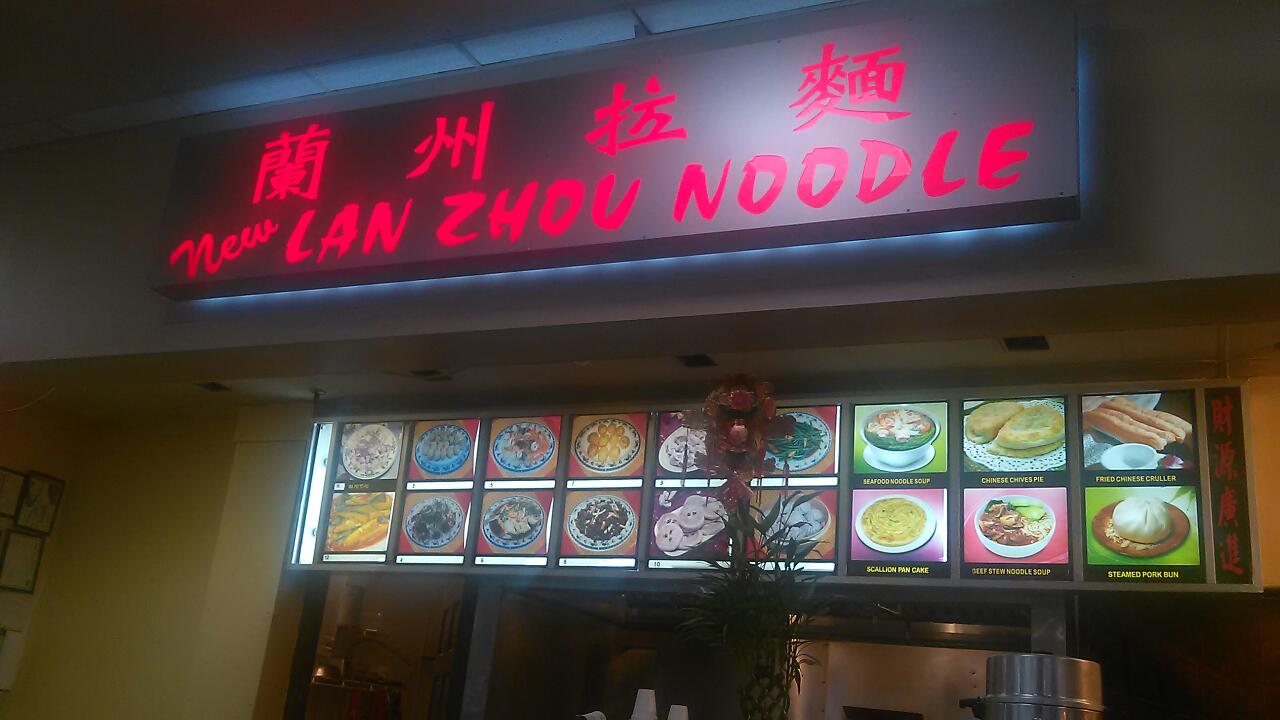 蘭州拉麵
New LAN ZHOU NOODLE
SEAFOOD NOODLE SOUP
CHINESE CHIVES PIE
FRIED CHINESE CRULLER
SCALLION PAN CAKE
BEEF STEW NOODLE SOUP
STEAMED PORK BUN
10
財源廣進